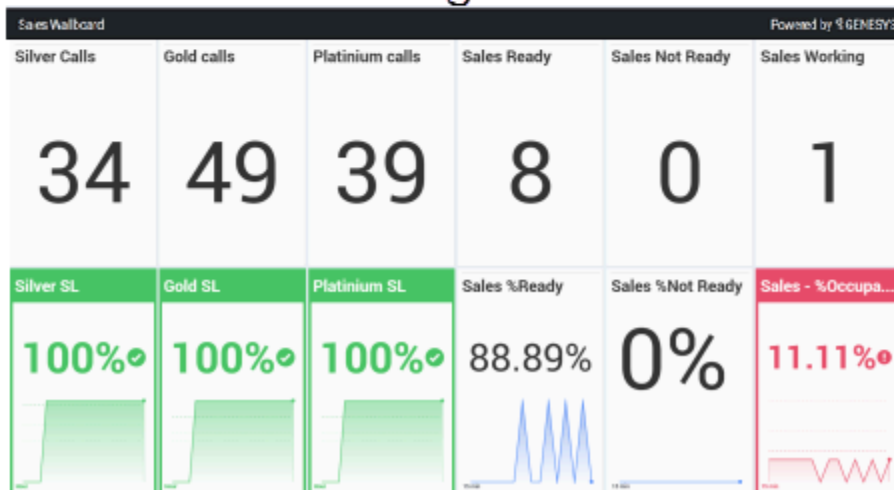 Sales Wallboard
Powered by GENESYS
Silver Calls
Gold calls
Platinium calls
Sales Ready
Sales Not Ready
Sales Working
34
49
39
8
0
1
Silver SL
Gold SL
Platinium SL
Sales %Ready
Sales %Not Ready
Sales - %Occupa...
100%
100%
100%
88.89%
0%
11.11%